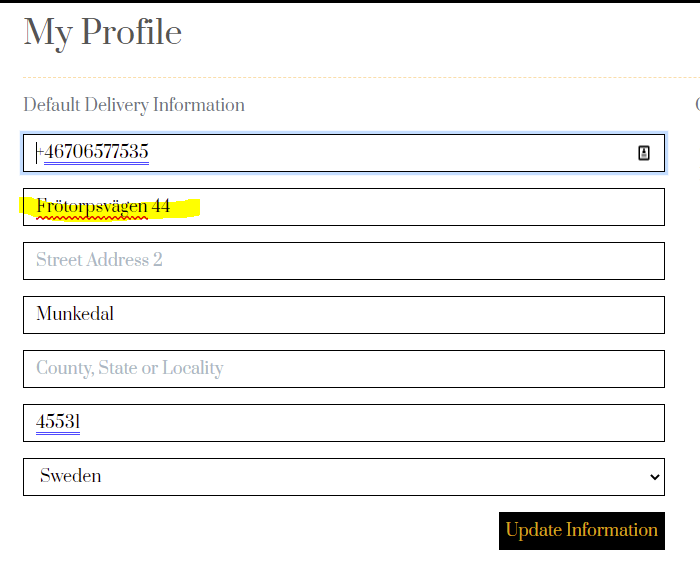 My Profile
Default Delivery Information
+46706577535
Frötorpsvägen 44
Street Address 2
Munkedal
County, State or Locality
45531
Sweden
Update Information